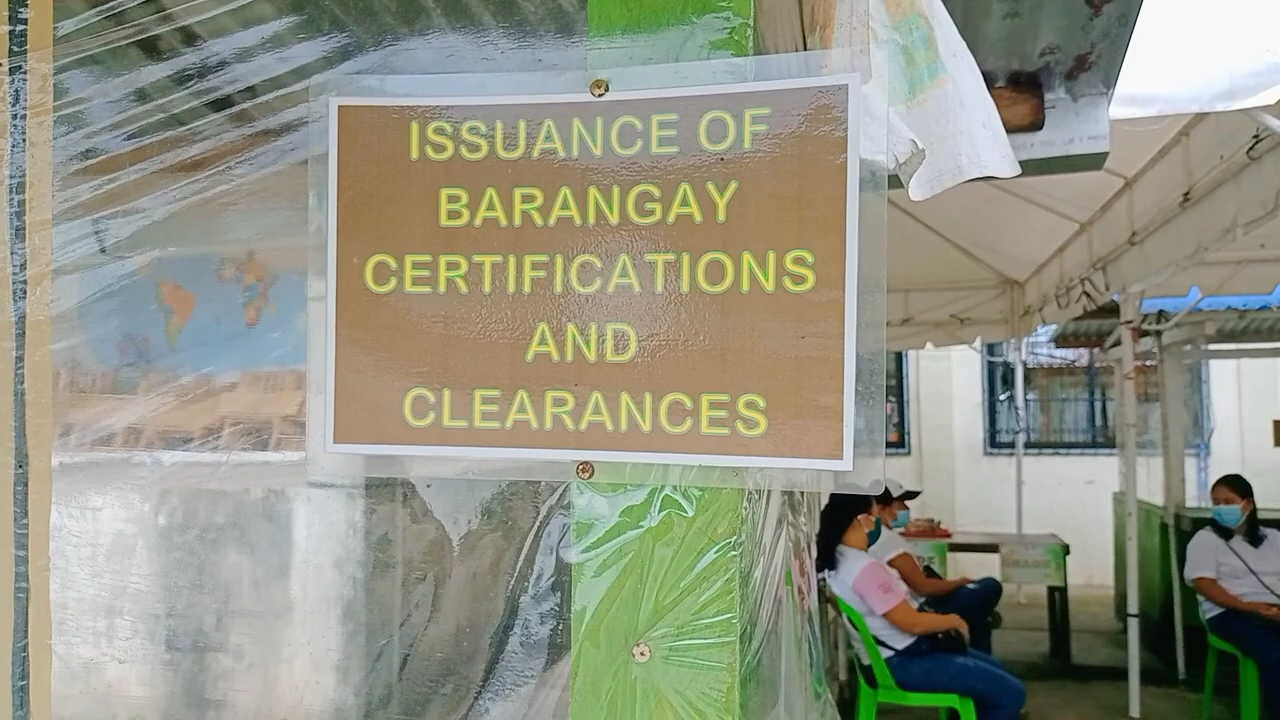 ISSUANCE OF
BARANGAY
CERTIFICATIONS
AND
CLEARANCES